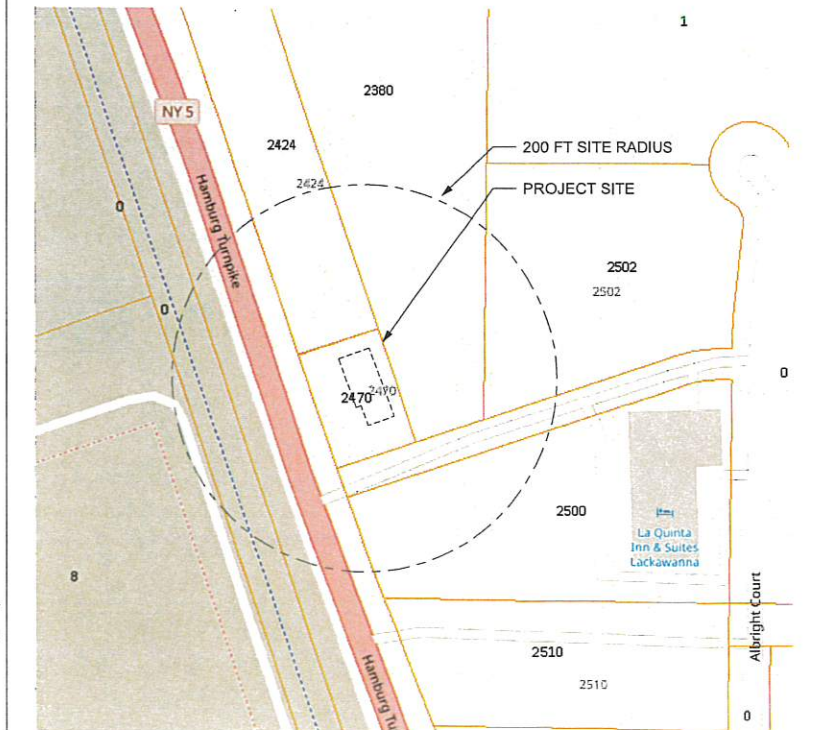 1
2380
NY 5
2424
200 FT SITE RADIUS
2424
PROJECT SITE
0
Hamburg Turnpike
2502
2502
0
0
2470
2470
2500
La Quinta
Inn & Suites
Lackawanna
8
Albright Court
2510
Hamburg Tu
2510
0